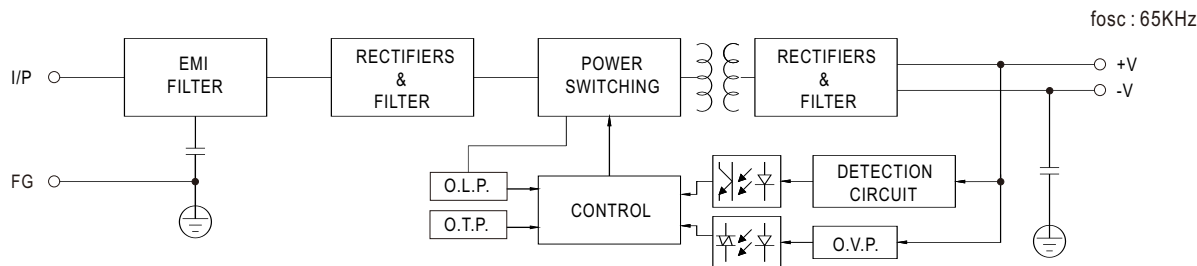 fosc : 65KHz
I/P
EMI
FILTER
RECTIFIERS
&
FILTER
POWER
SWITCHING
RECTIFIERS
&
FILTER
+V
-V
FG
O.L.P.
O.T.P.
CONTROL
DETECTION
CIRCUIT
O.V.P.